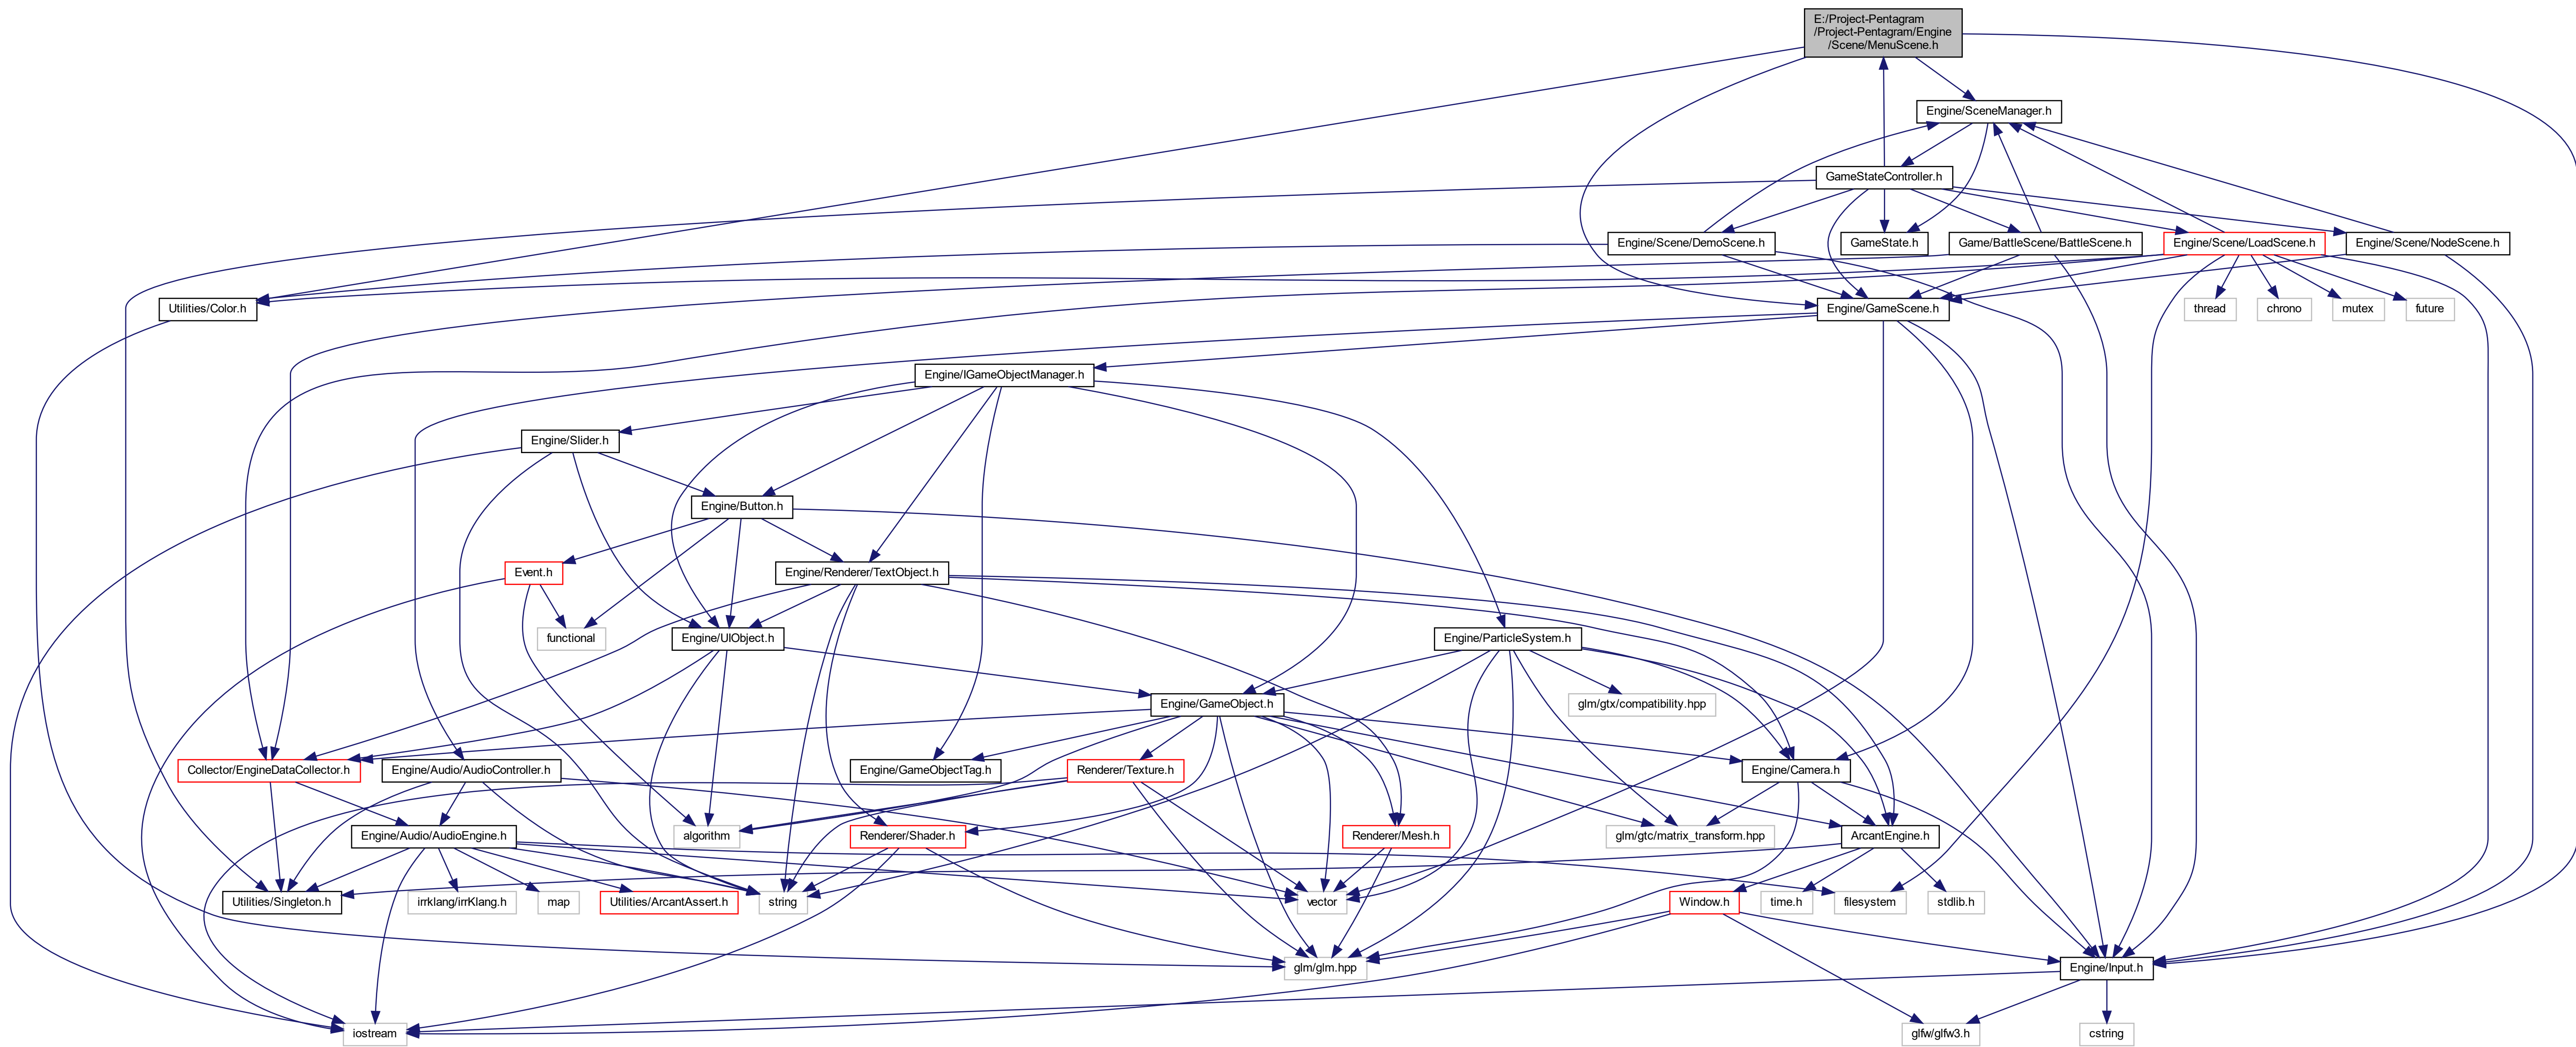 E:/Project-Pentagram
/Project-Pentagram/Engine
/Scene/MenuScene.h
Engine/SceneManager.h
GameStateController.h
Engine/Scene/DemoScene.h
GameState.h
Game/BattleScene/BattleScene.h
Engine/Scene/LoadScene.h
Engine/Scene/NodeScene.h
Utilities/Color.h
Engine/GameScene.h
thread
chrono
mutex
future
Engine/IGameObjectManager.h
Engine/Slider.h
Engine/Button.h
Event.h
Engine/Renderer/TextObject.h
functional
Engine/UIObject.h
Engine/ParticleSystem.h
Engine/GameObject.h
glm/gtx/compatibility.hpp
Collector/EngineDataCollector.h
Engine/Audio/AudioController.h
Engine/GameObjectTag.h
Renderer/Texture.h
Engine/Camera.h
Engine/Audio/AudioEngine.h
algorithm
Renderer/Shader.h
Renderer/Mesh.h
glm/gtc/matrix_transform.hpp
ArcantEngine.h
Utilities/Singleton.h
irrklang/irrKlang.h
map
Utilities/ArcantAssert.h
string
vector
Window.h
time.h
filesystem
stdlib.h
glm/glm.hpp
Engine/Input.h
iostream
glfw/glfw3.h
cstring